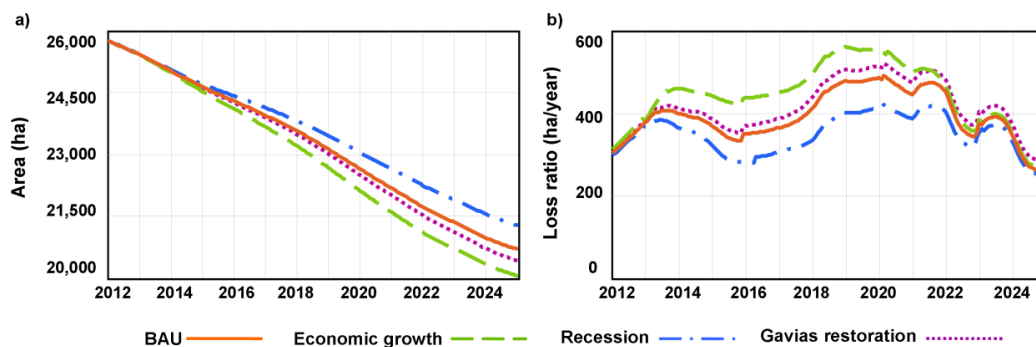 a)
Area (ha)
26,000
24,500
23,000
21,500
20,000
2012 2014 2016 2018 2020 2022 2024
b)
Loss ratio (ha/year)
600
400
200
0
2012 2014 2016 2018 2020 2022 2024
BAU Economic growth Recession Gavias restoration